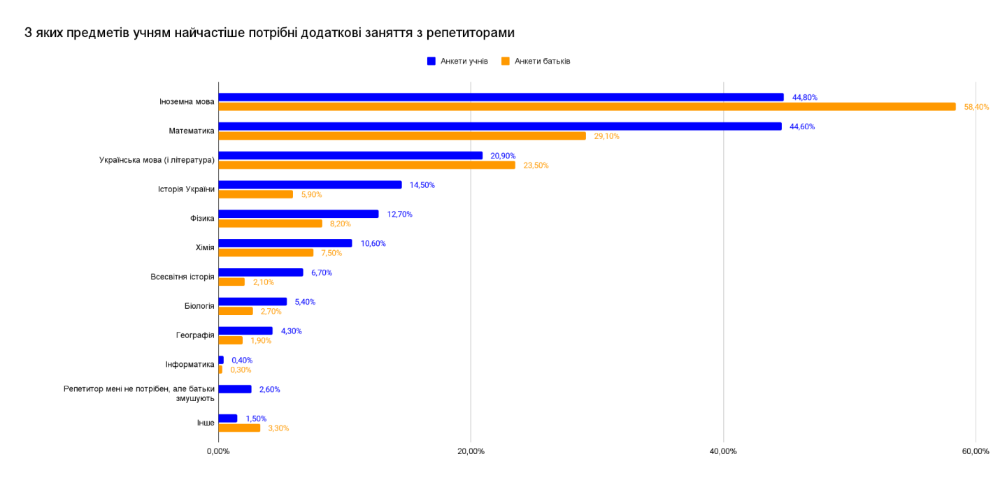 З яких предметів учням найчастіше потрібні додаткові заняття з репетиторами
Анкети учнів
Анкети батьків
Іноземна мова
44,80%
58,40%
Математика
44,60%
29,10%
Українська мова (і література)
20,90%
23,50%
Історія України
14,50%
5,90%
Фізика
12,70%
8,20%
Хімія
10,60%
7,50%
Всесвітня історія
6,70%
2,10%
Біологія
5,40%
2,70%
Географія
4,30%
1,90%
Інформатика
0,40%
0,30%
Репетитор мені не потрібен, але батьки
змушують
2,60%
Інше
1,50%
3,30%
0,00%
20,00%
40,00%
60,00%